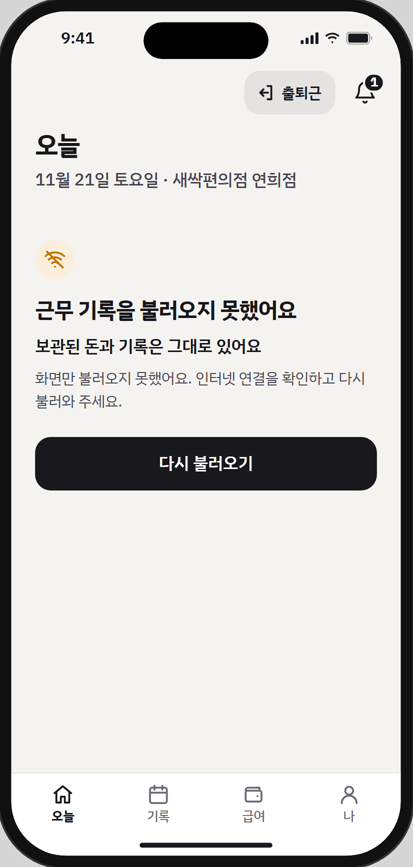 9:41
출퇴근
1
오늘
11월 21일 토요일 · 새싹편의점 연희점
근무 기록을 불러오지 못했어요
보관된 돈과 기록은 그대로 있어요
화면만 불러오지 못했어요. 인터넷 연결을 확인하고 다시
불러와 주세요.
다시 불러오기
오늘
기록
급여
나